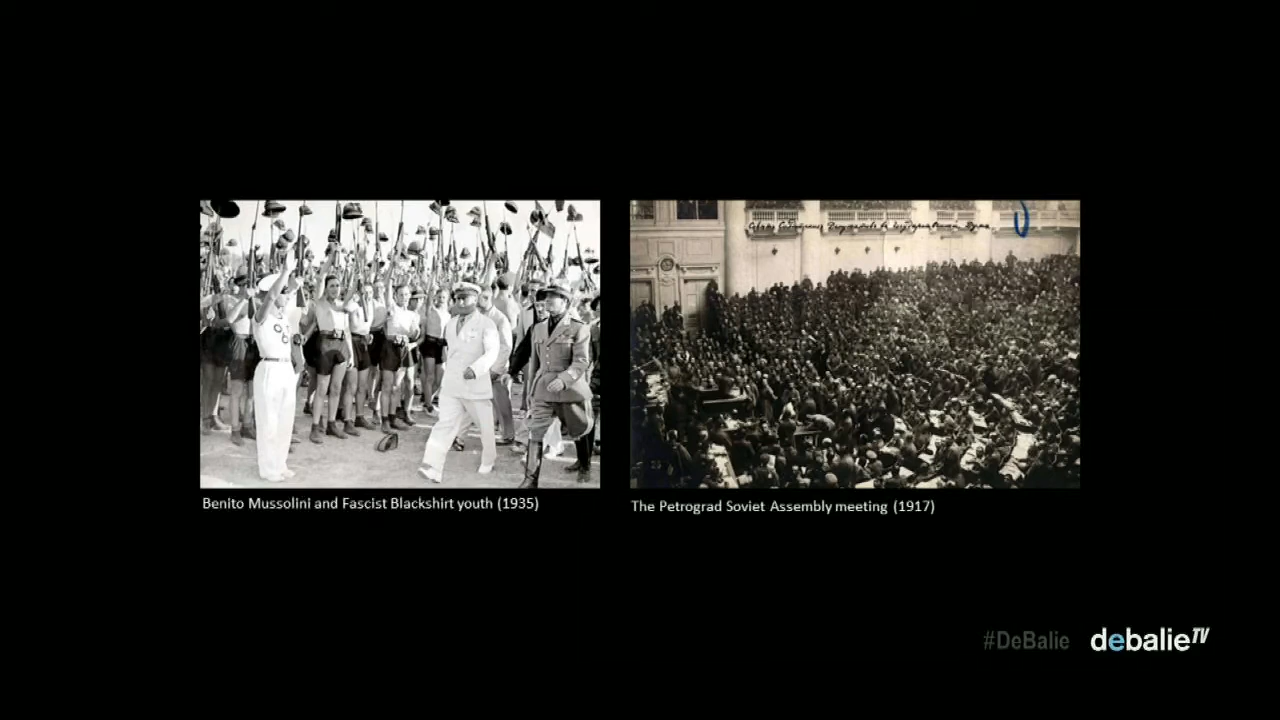 Benito Mussolini and Fascist Blackshirt youth (1935)
The Petrograd Soviet Assembly meeting (1917)
#DeBalie
debalieTV